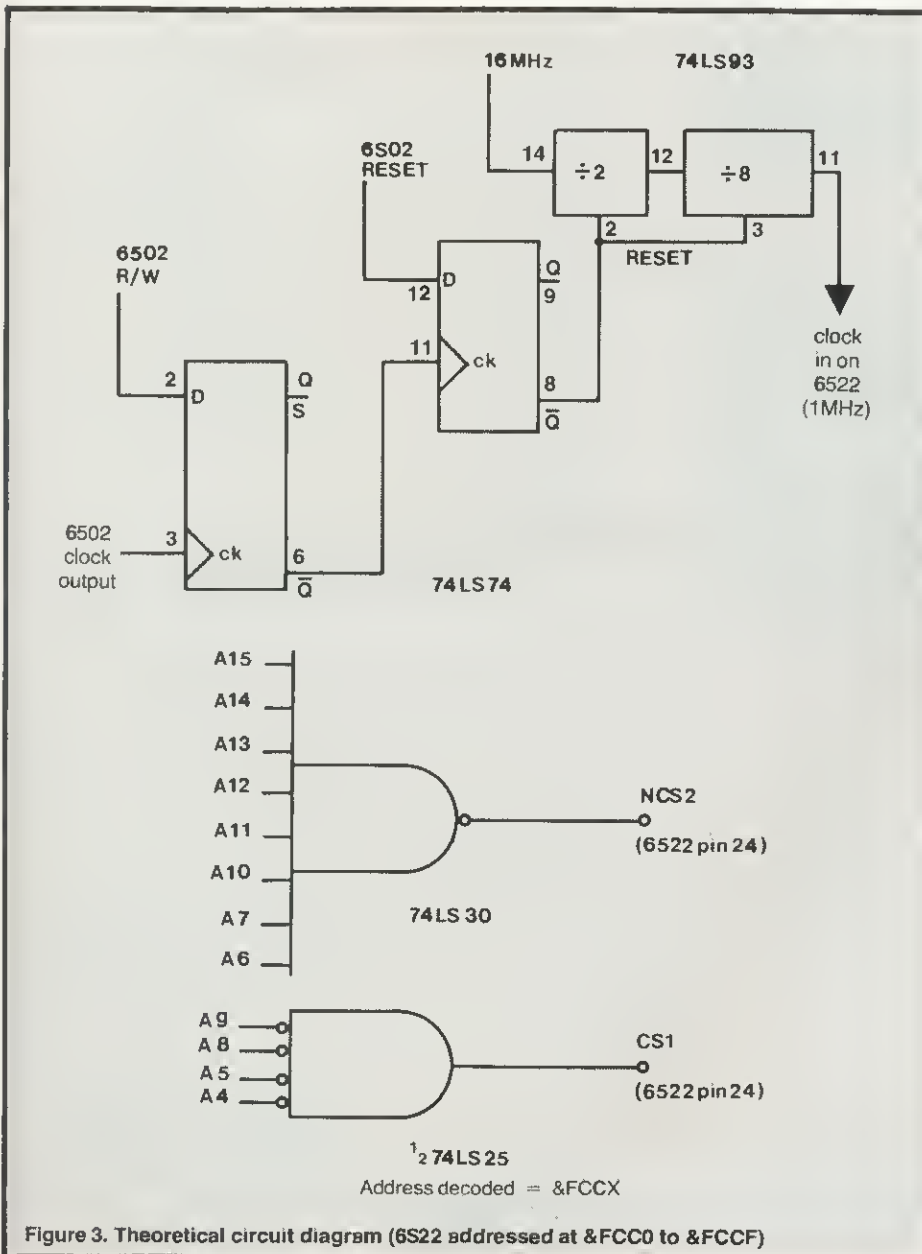 16MHz
74LS93
6S02
RESET
14
÷2
12
÷8
11
2
3
RESET
6502
R/W
12
D
Q
9
11
ck
8
Q
clock
in on
6522
(1MHz)
2
D
Q
S
6502
clock
output
3
ck
6
Q
74LS74
A15
A14
A13
A12
A11
A10
A7
A6
NCS2
(6522 pin 24)
74LS30
A9
A8
A5
A4
CS1
(6522 pin 24)
1 2 74LS25
Address decoded = &FCCX
Figure 3. Theoretical circuit diagram (6S22 addressed at &FCC0 to &FCCF)